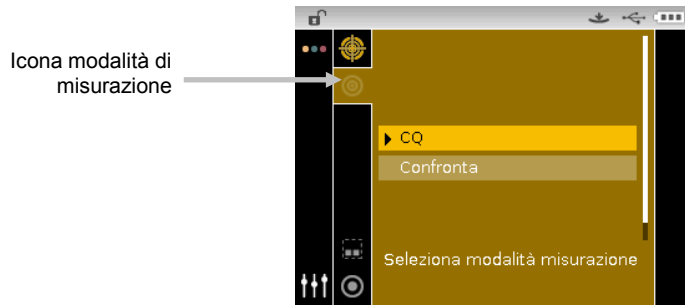 Icona modalità di
misurazione
CQ
Confronta
Seleziona modalità misurazione